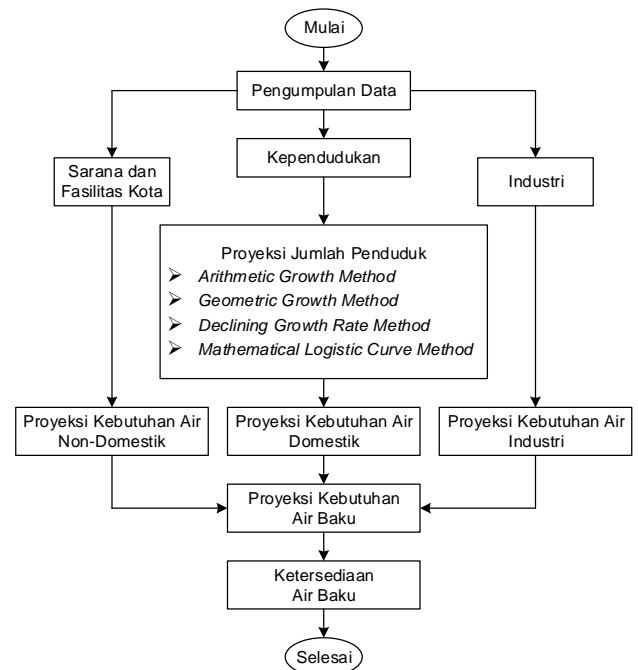 Mulai
Pengumpulan Data
Sarana dan
Fasilitas Kota
Kependudukan
Industri
Proyeksi Jumlah Penduduk
➢ Arithmetic Growth Method
➢ Geometric Growth Method
➢ Declining Growth Rate Method
➢ Mathematical Logistic Curve Method
Proyeksi Kebutuhan Air
Non-Domestik
Proyeksi Kebutuhan Air
Domestik
Proyeksi Kebutuhan Air
Industri
Proyeksi Kebutuhan
Air Baku
Ketersediaan
Air Baku
Selesai